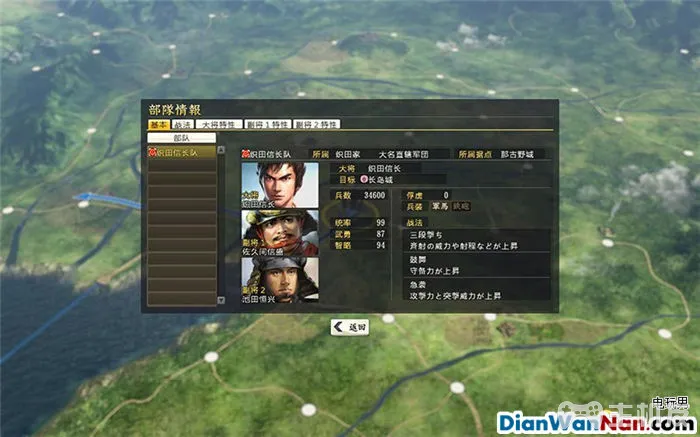 部隊情報
基本 战法 大将特性 副将1特性 副将2特性
部队
织田信长队
织田信长队 所属 织田家 大名直辖军团 所属据点 那古野城
大将 织田信长
目标 长岛城
大将
织田信长
兵数 34600 俘虏 0
兵装 軍馬 鉄砲
统率 99
武勇 87
智略 94
副将1
佐久间信盛
副将2
池田恒兴
战法
三段撃ち
斉射の威力や射程などが上昇
鼓舞
守備力が上昇
急袭
攻撃力と突撃威力が上昇
返回
电玩男
DianWanNan.com